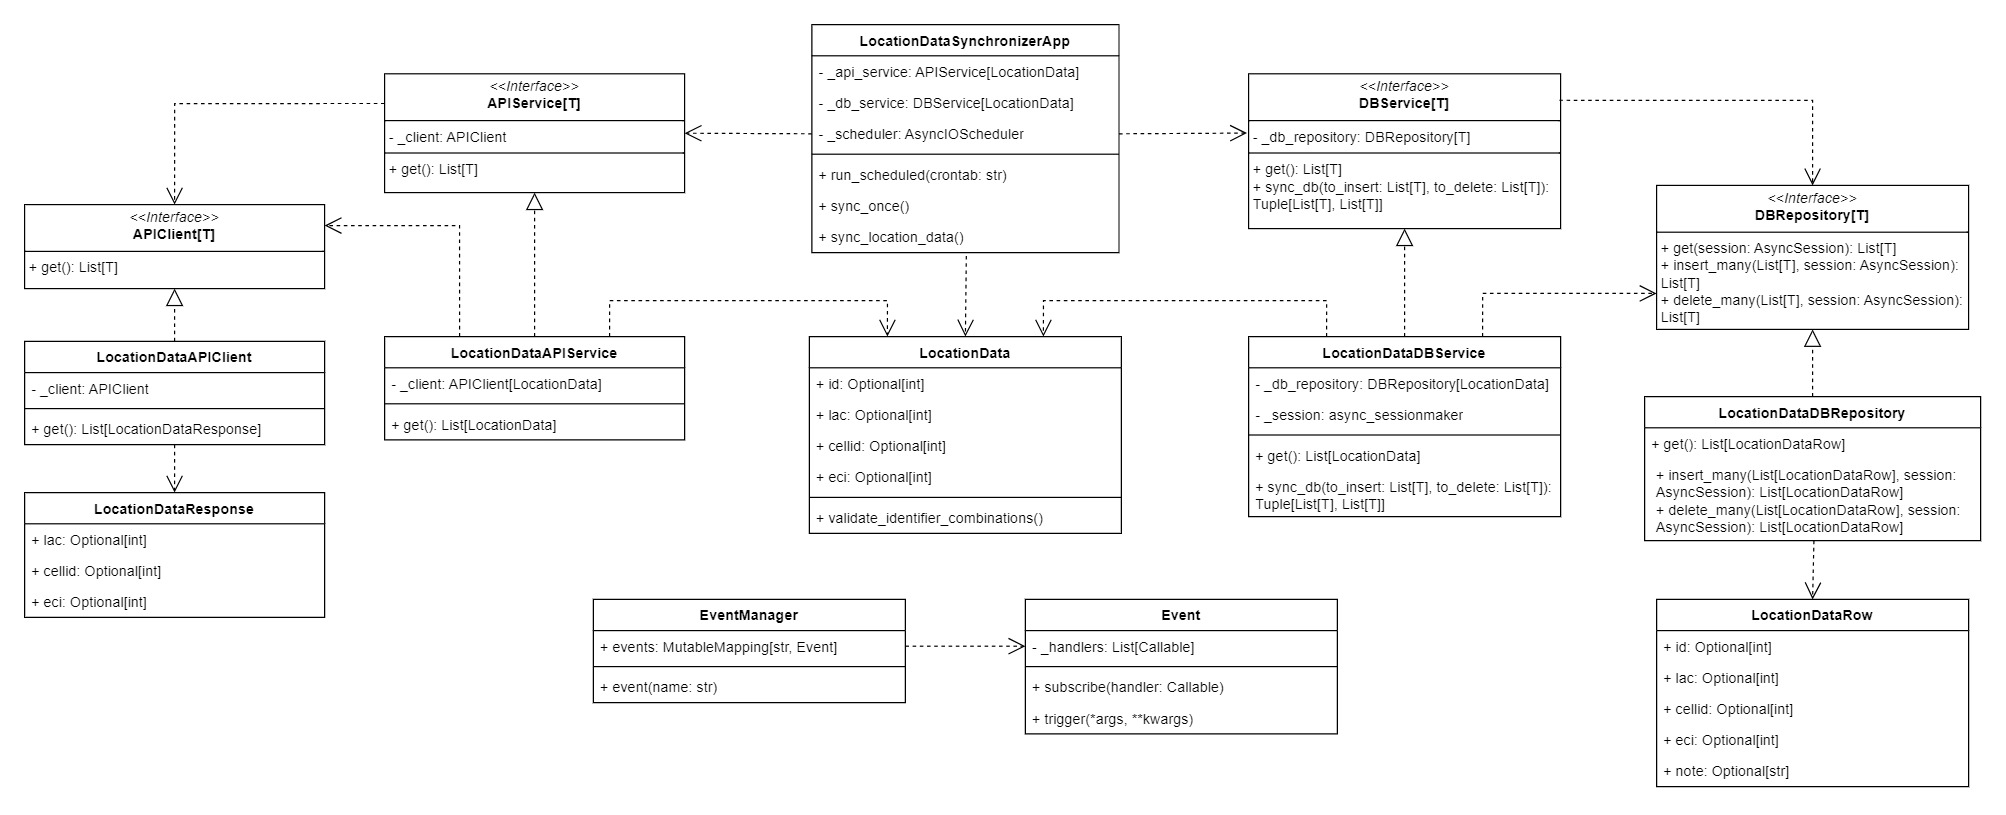 LocationDataSynchronizerApp
- _api_service: APIService[LocationData]
- _db_service: DBService[LocationData]
- _scheduler: AsyncIOScheduler
+ run_scheduled(crontab: str)
+ sync_once()
+ sync_location_data()
<<Interface>>
APIService[T]
- _client: APIClient
+ get(): List[T]
<<Interface>>
DBService[T]
- _db_repository: DBRepository[T]
+ get(): List[T]
+ sync_db(to_insert: List[T], to_delete: List[T]):
Tuple[List[T], List[T]]
<<Interface>>
APIClient[T]
+ get(): List[T]
<<Interface>>
DBRepository[T]
+ get(session: AsyncSession): List[T]
+ insert_many(List[T], session: AsyncSession):
List[T]
+ delete_many(List[T], session: AsyncSession):
List[T]
LocationDataAPIClient
- _client: APIClient
+ get(): List[LocationDataResponse]
LocationDataAPIService
- _client: APIClient[LocationData]
+ get(): List[LocationData]
LocationData
+ id: Optional[int]
+ lac: Optional[int]
+ cellid: Optional[int]
+ eci: Optional[int]
+ validate_identifier_combinations()
LocationDataDBService
- _db_repository: DBRepository[LocationData]
- _session: async_sessionmaker
+ get(): List[LocationData]
+ sync_db(to_insert: List[T], to_delete: List[T]):
Tuple[List[T], List[T]]
LocationDataDBRepository
+ get(): List[LocationDataRow]
+ insert_many(List[LocationDataRow], session:
AsyncSession): List[LocationDataRow]
+ delete_many(List[LocationDataRow], session:
AsyncSession): List[LocationDataRow]
LocationDataResponse
+ lac: Optional[int]
+ cellid: Optional[int]
+ eci: Optional[int]
EventManager
+ events: MutableMapping[str, Event]
+ event(name: str)
Event
- _handlers: List[Callable]
+ subscribe(handler: Callable)
+ trigger(*args, **kwargs)
LocationDataRow
+ id: Optional[int]
+ lac: Optional[int]
+ cellid: Optional[int]
+ eci: Optional[int]
+ note: Optional[str]